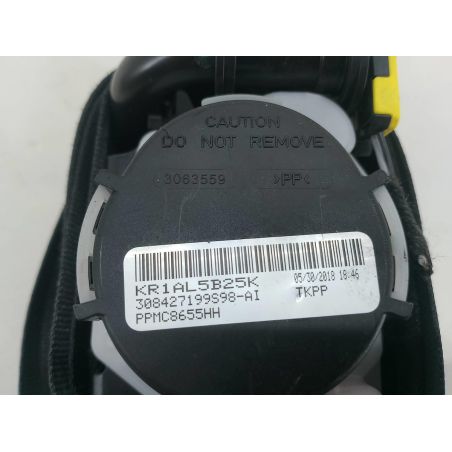 CAUTION
DO NOT REMOVE
3063559 >PP<
KR1AL5B25K 05/30/2018 18:46
308427199S98-AI TKPP
PPMC8655HH